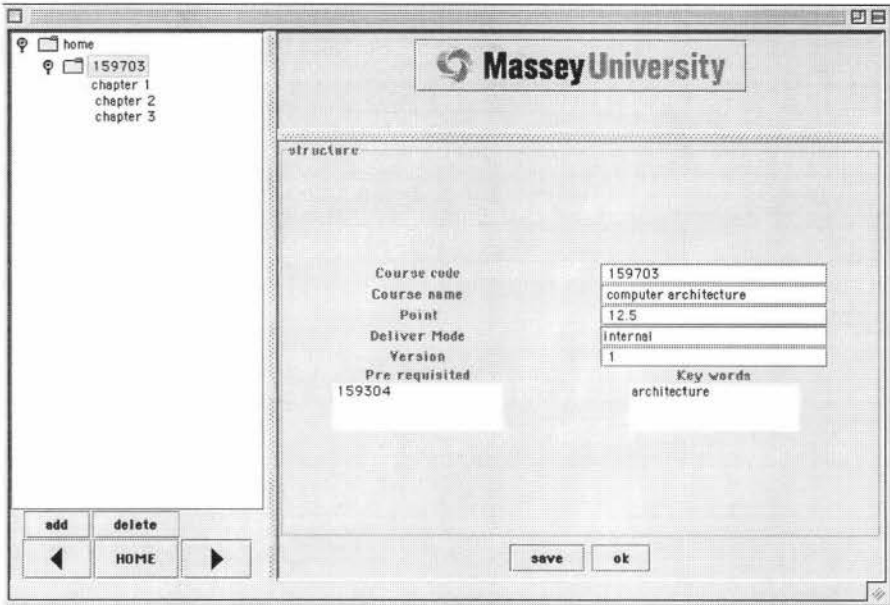 home
159703
chapter 1
chapter 2
chapter 3
add delete
HOME
Massey University
structure
Course code 159703
Course name computer architecture
Point 12.5
Deliver Mode internal
Version 1
Pre requisited Key words
159304 architecture
save ok